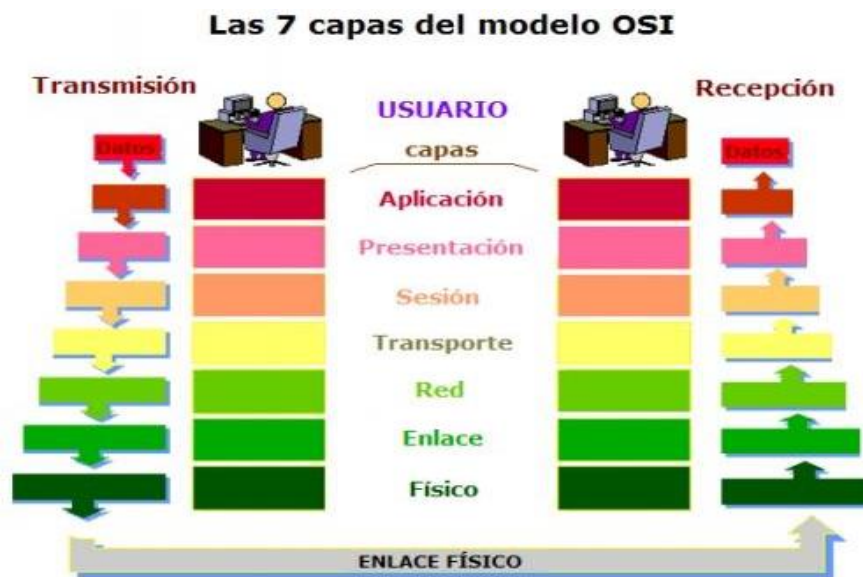 Las 7 capas del modelo OSI
Transmisión
USUARIO
Recepción
Datos
capas
Datos
Aplicación
Presentación
Sesión
Transporte
Red
Enlace
Físico
ENLACE FÍSICO